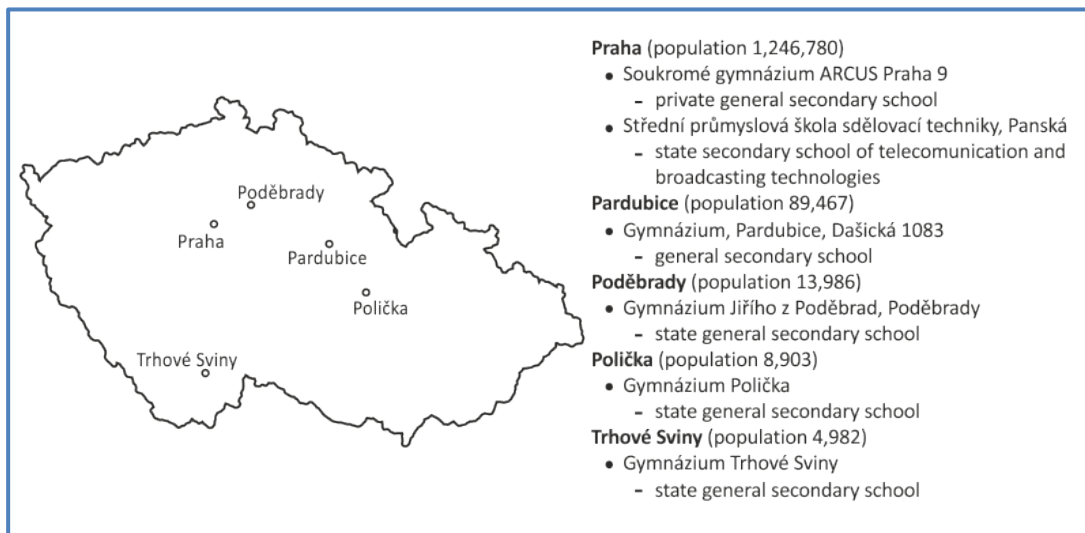 Poděbrady
Praha
Pardubice
Polička
Trhové Sviny
Praha (population 1,246,780)
• Soukromé gymnázium ARCUS Praha 9
- private general secondary school
• Střední průmyslová škola sdělovací techniky, Panská
- state secondary school of telecomunication and
broadcasting technologies
Pardubice (population 89,467)
• Gymnázium, Pardubice, Dašická 1083
- general secondary school
Poděbrady (population 13,986)
• Gymnázium Jiřího z Poděbrad, Poděbrady
- state general secondary school
Polička (population 8,903)
• Gymnázium Polička
- state general secondary school
Trhové Sviny (population 4,982)
• Gymnázium Trhové Sviny
- state general secondary school